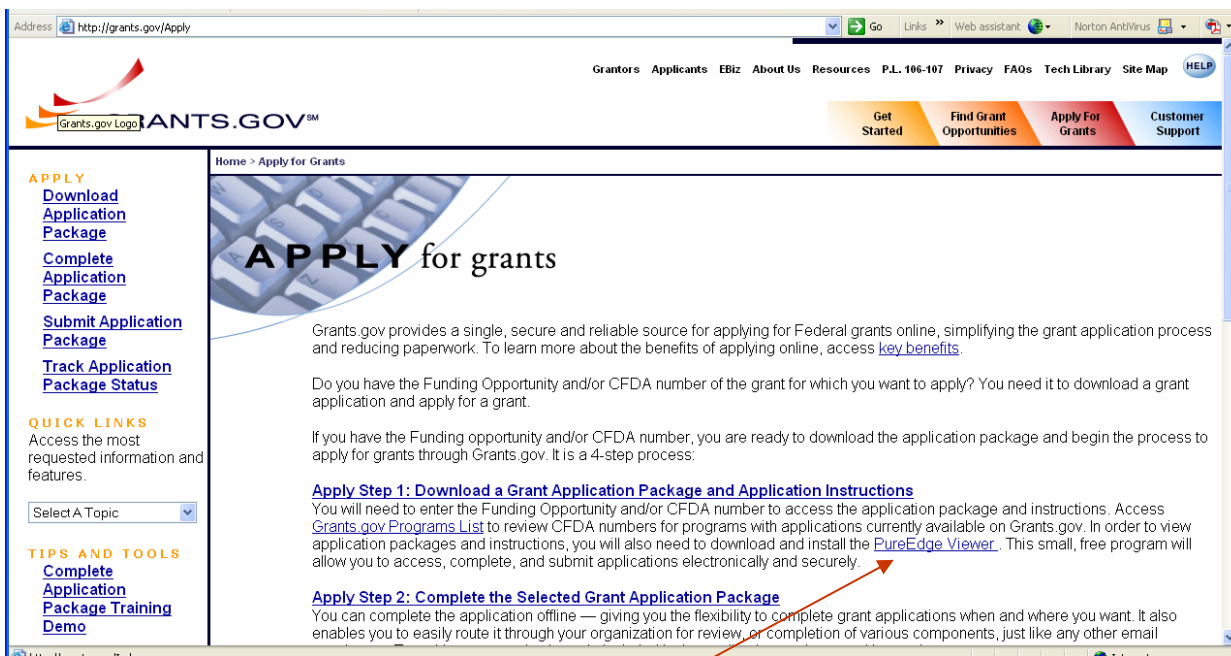 Address http://grants.gov/Apply Go Links » Web assistant Norton AntiVirus
Grantors Applicants EBiz About Us Resources P.L. 106-107 Privacy FAQs Tech Library Site Map HELP
Grants.gov Logo RANTS.GOV℠
Get Started
Find Grant Opportunities
Apply For Grants
Customer Support
Home > Apply for Grants
APPLY
Download
Application
Package
Complete
Application
Package
Submit Application
Package
Track Application
Package Status
QUICK LINKS
Access the most
requested information and
features.
Select A Topic
TIPS AND TOOLS
Complete
Application
Package Training
Demo
APPLY for grants
Grants.gov provides a single, secure and reliable source for applying for Federal grants online, simplifying the grant application process
and reducing paperwork. To learn more about the benefits of applying online, access key benefits.
Do you have the Funding Opportunity and/or CFDA number of the grant for which you want to apply? You need it to download a grant
application and apply for a grant.
If you have the Funding opportunity and/or CFDA number, you are ready to download the application package and begin the process to
apply for grants through Grants.gov. It is a 4-step process:
Apply Step 1: Download a Grant Application Package and Application Instructions
You will need to enter the Funding Opportunity and/or CFDA number to access the application package and instructions. Access
Grants.gov Programs List to review CFDA numbers for programs with applications currently available on Grants.gov. In order to view
application packages and instructions, you will also need to download and install the PureEdge Viewer . This small, free program will
allow you to access, complete, and submit applications electronically and securely.
Apply Step 2: Complete the Selected Grant Application Package
You can complete the application offline — giving you the flexibility to complete grant applications when and where you want. It also
enables you to easily route it through your organization for review, or completion of various components, just like any other email